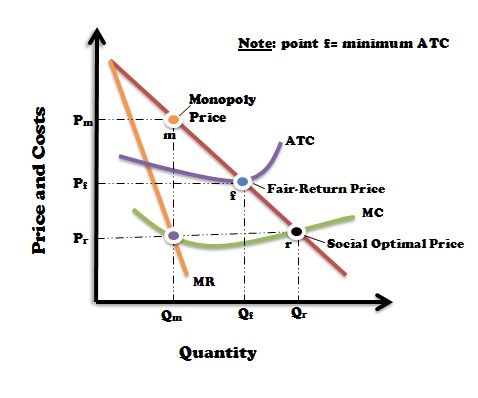 Note: point f= minimum ATC
Monopoly
Price
Pm
m
ATC
Pf
f
Fair-Return Price
MC
Pr
r
Social Optimal Price
MR
Qm
Qf
Qr
Price and Costs
Quantity